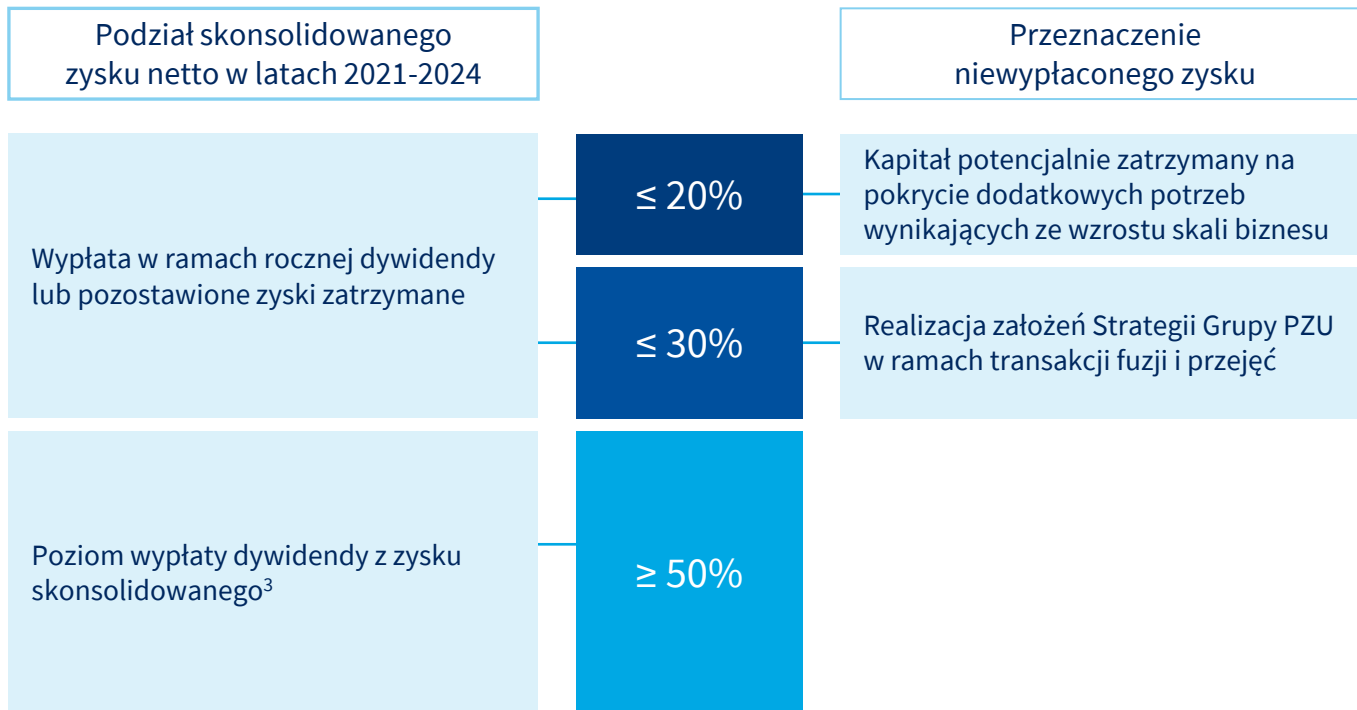 Podział skonsolidowanego
zysku netto w latach 2021-2024
Przeznaczenie
niewypłaconego zysku
Wypłata w ramach rocznej dywidendy
lub pozostawione zyski zatrzymane
≤ 20%
Kapitał potencjalnie zatrzymany na
pokrycie dodatkowych potrzeb
wynikających ze wzrostu skali biznesu
≤ 30%
Realizacja założeń Strategii Grupy PZU
w ramach transakcji fuzji i przejęć
Poziom wypłaty dywidendy z zysku
skonsolidowanego³
≥ 50%